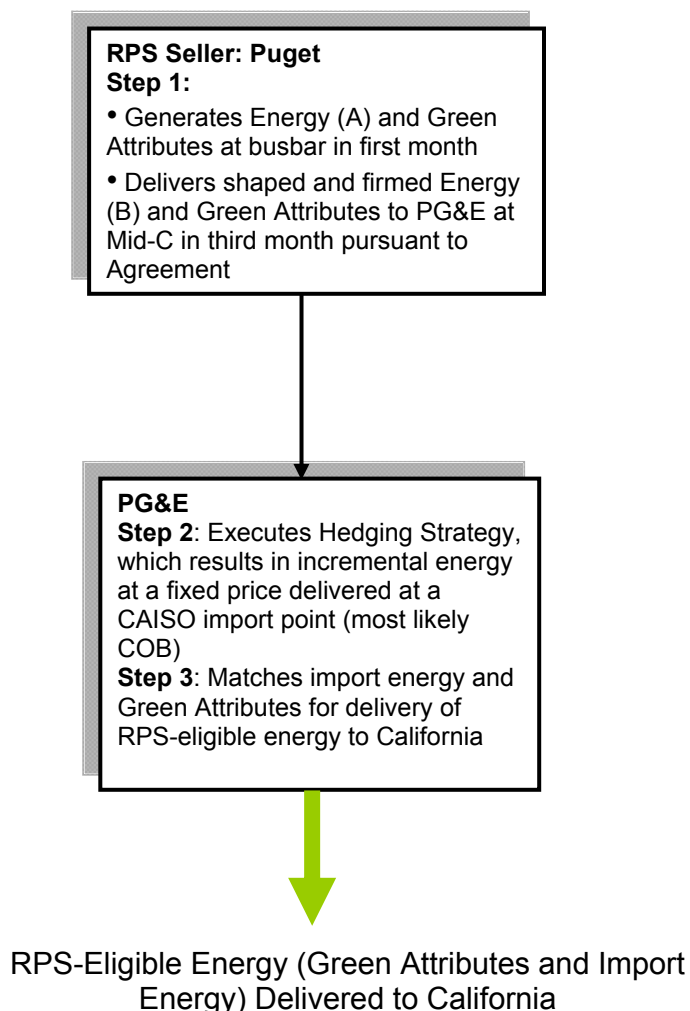 RPS Seller: Puget
Step 1:
• Generates Energy (A) and Green
Attributes at busbar in first month
• Delivers shaped and firmed Energy
(B) and Green Attributes to PG&E at
Mid-C in third month pursuant to
Agreement
PG&E
Step 2: Executes Hedging Strategy,
which results in incremental energy
at a fixed price delivered at a
CAISO import point (most likely
COB)
Step 3: Matches import energy and
Green Attributes for delivery of
RPS-eligible energy to California
RPS-Eligible Energy (Green Attributes and Import
Energy) Delivered to California